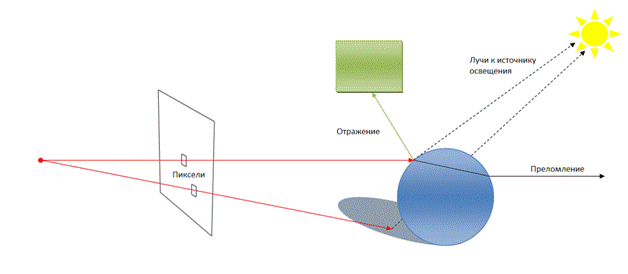 Лучи к источнику
освещения
Отражение
Пиксели
Преломление